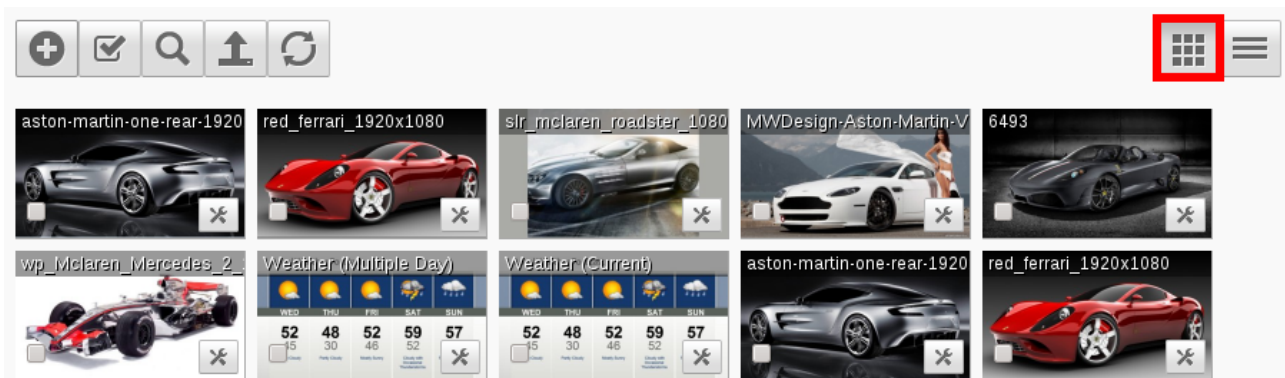 aston-martin-one-rear-1920
red_ferrari_1920x1080
slr_mclaren_roadster_1080
MWDesign-Aston-Martin-V
6493
wp_Mclaren_Mercedes_2_
Weather (Multiple Day)
WED THU FRI SAT SUN
52 48 52 59 57
45 30 46 52
Weather (Current)
WED THU FRI SAT SUN
52 48 52 59 57
45 30 46 52
aston-martin-one-rear-1920
red_ferrari_1920x1080